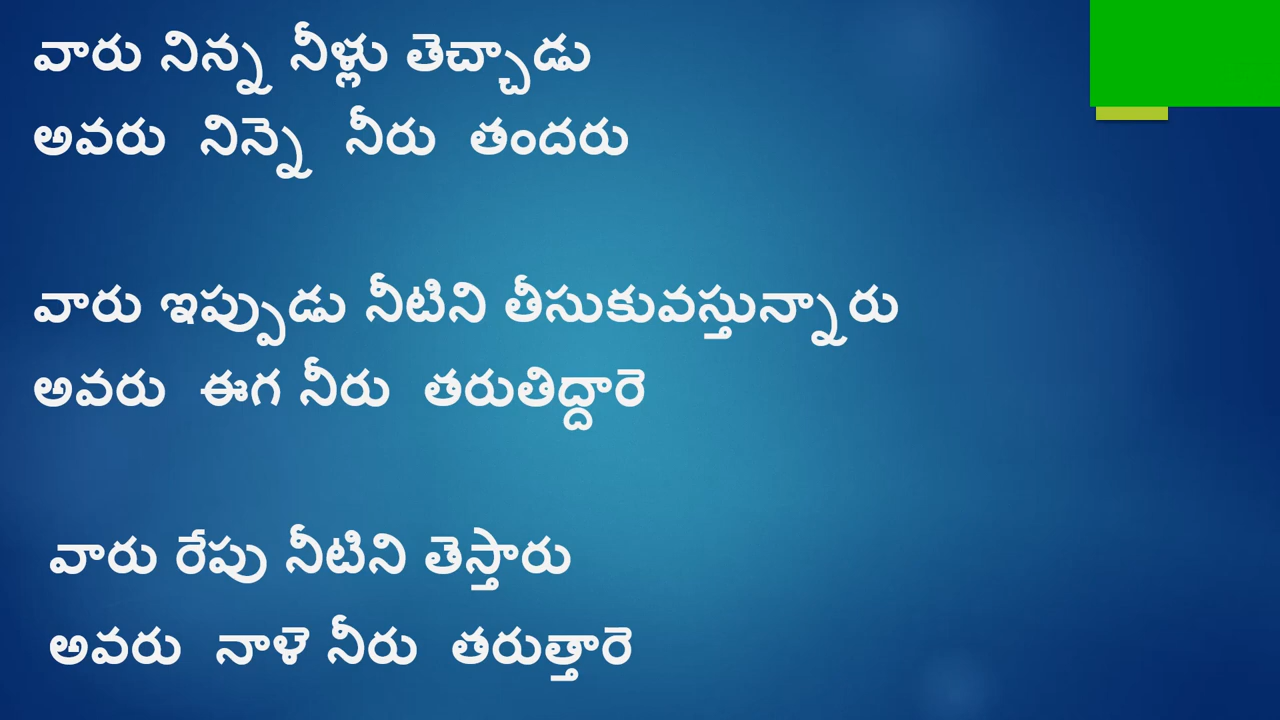 వారు నిన్న నీళ్లు తెచ్చాడు
అవరు నిన్నె నీరు తందరు
వారు ఇప్పుడు నీటిని తీసుకువస్తున్నారు
అవరు ఈగ నీరు తరుతిద్దారె
వారు రేపు నీటిని తెస్తారు
అవరు నాళె నీరు తరుత్తారె